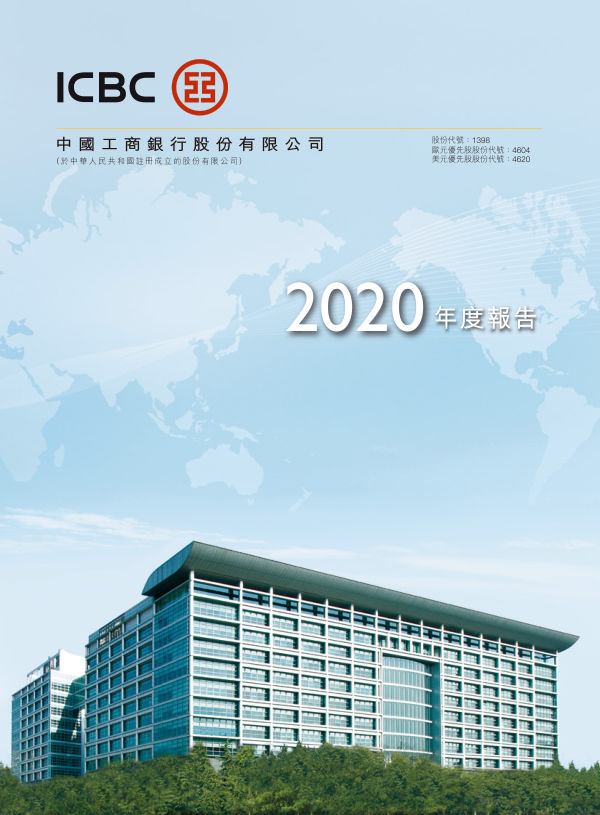 ICBC
中國工商銀行股份有限公司
(於中華人民共和國註冊成立的股份有限公司)
股份代號：1398
歐元優先股股份代號：4604
美元優先股股份代號：4620
2020 年度報告